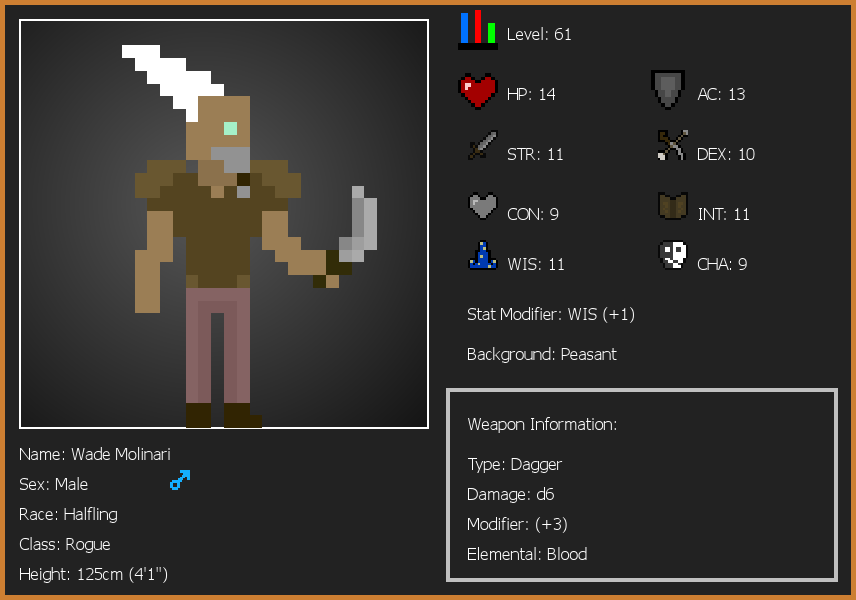 Level: 61
HP: 14
AC: 13
STR: 11
DEX: 10
CON: 9
INT: 11
WIS: 11
CHA: 9
Stat Modifier: WIS (+1)
Background: Peasant
Weapon Information:
Type: Dagger
Damage: d6
Modifier: (+3)
Elemental: Blood
Name: Wade Molinari
Sex: Male
Race: Halfling
Class: Rogue
Height: 125cm (4'1")